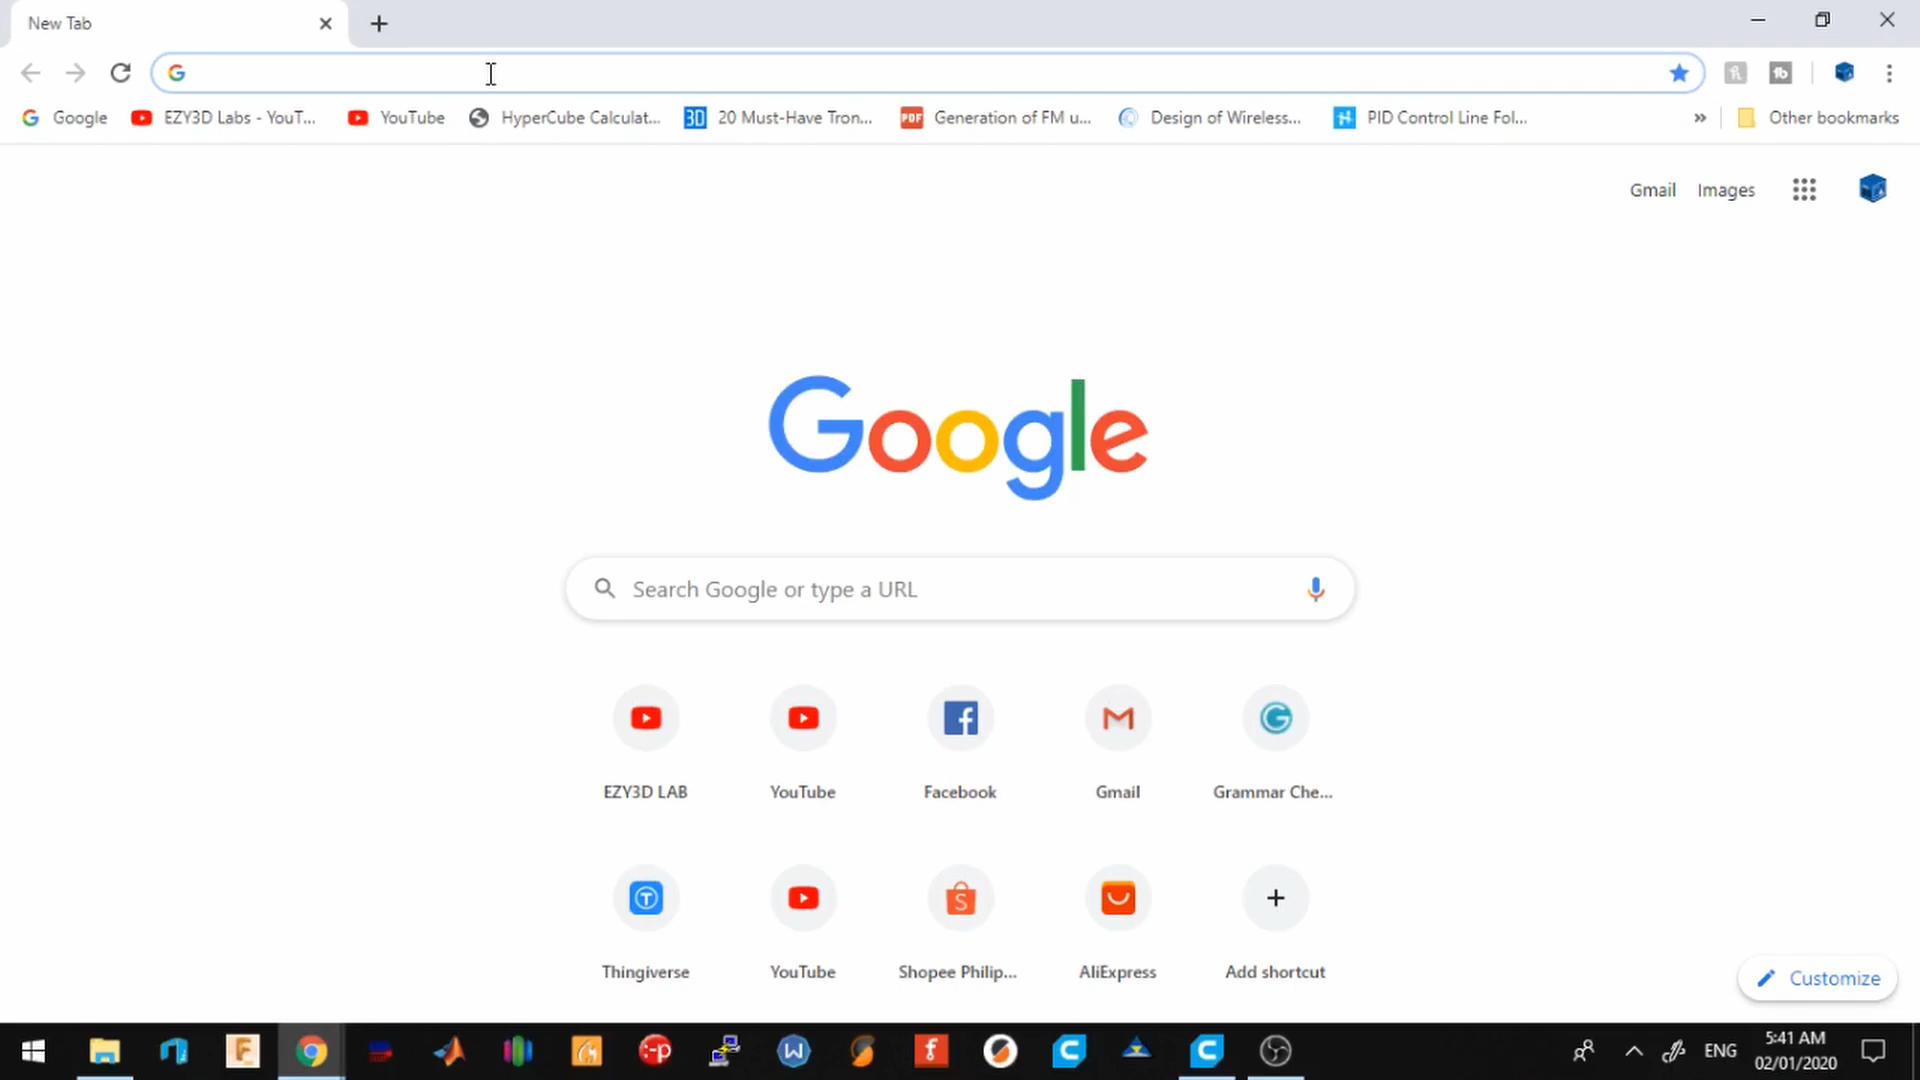 New Tab
Google
EZY3D Labs - YouT...
YouTube
HyperCube Calculat...
20 Must-Have Tron...
Generation of FM u...
Design of Wireless...
PID Control Line Fol...
Other bookmarks
Gmail
Images
Google
Search Google or type a URL
EZY3D LAB
YouTube
Facebook
Gmail
Grammar Che...
Thingiverse
YouTube
Shopee Philip...
AliExpress
Add shortcut
Customize
ENG
5:41 AM
02/01/2020